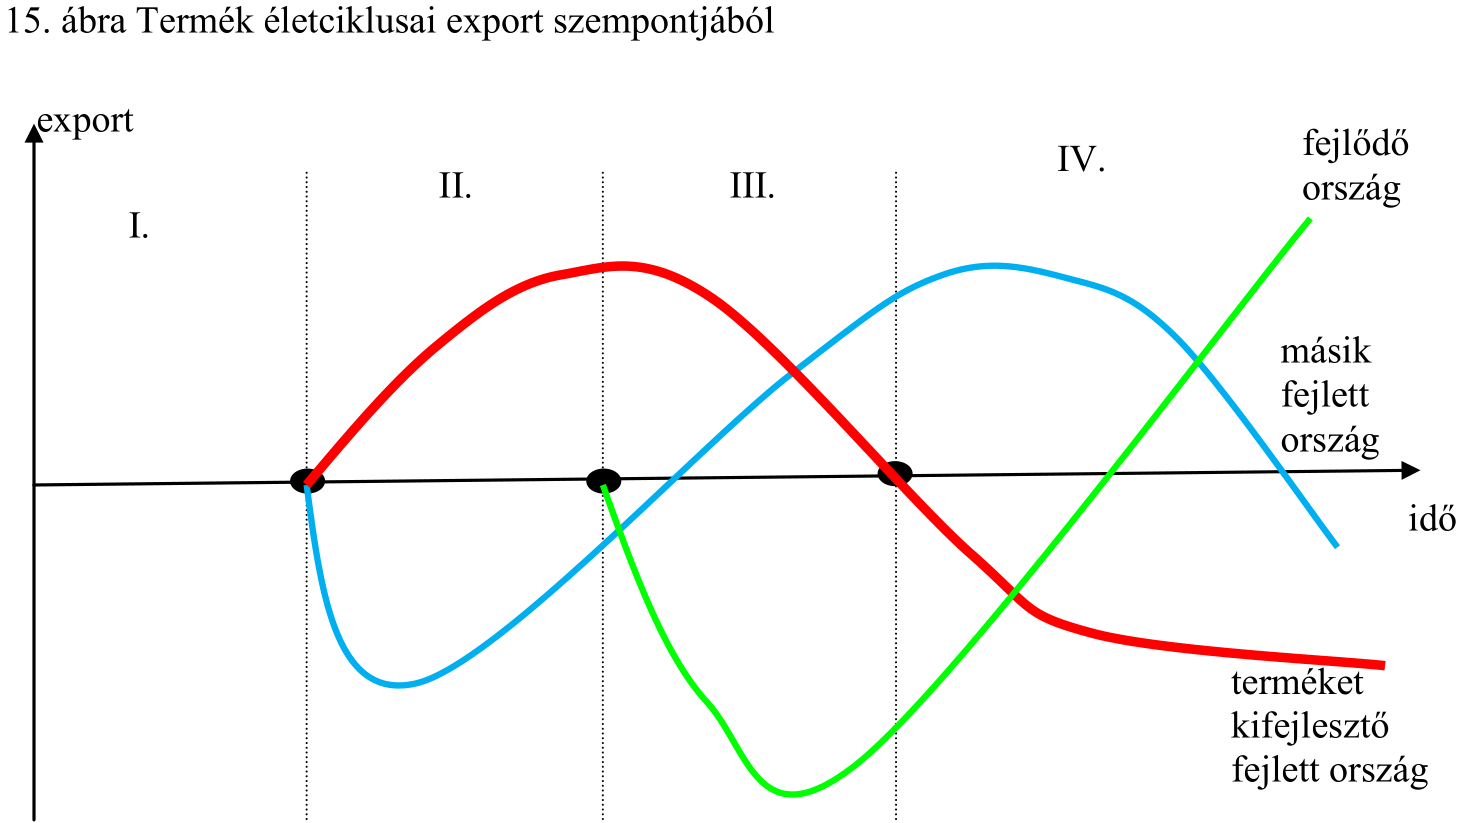 15. ábra Termék életciklusai export szempontjából
export
I.
II.
III.
IV.
fejlődő
ország
másik
fejlett
ország
idő
terméket
kifejlesztő
fejlett ország